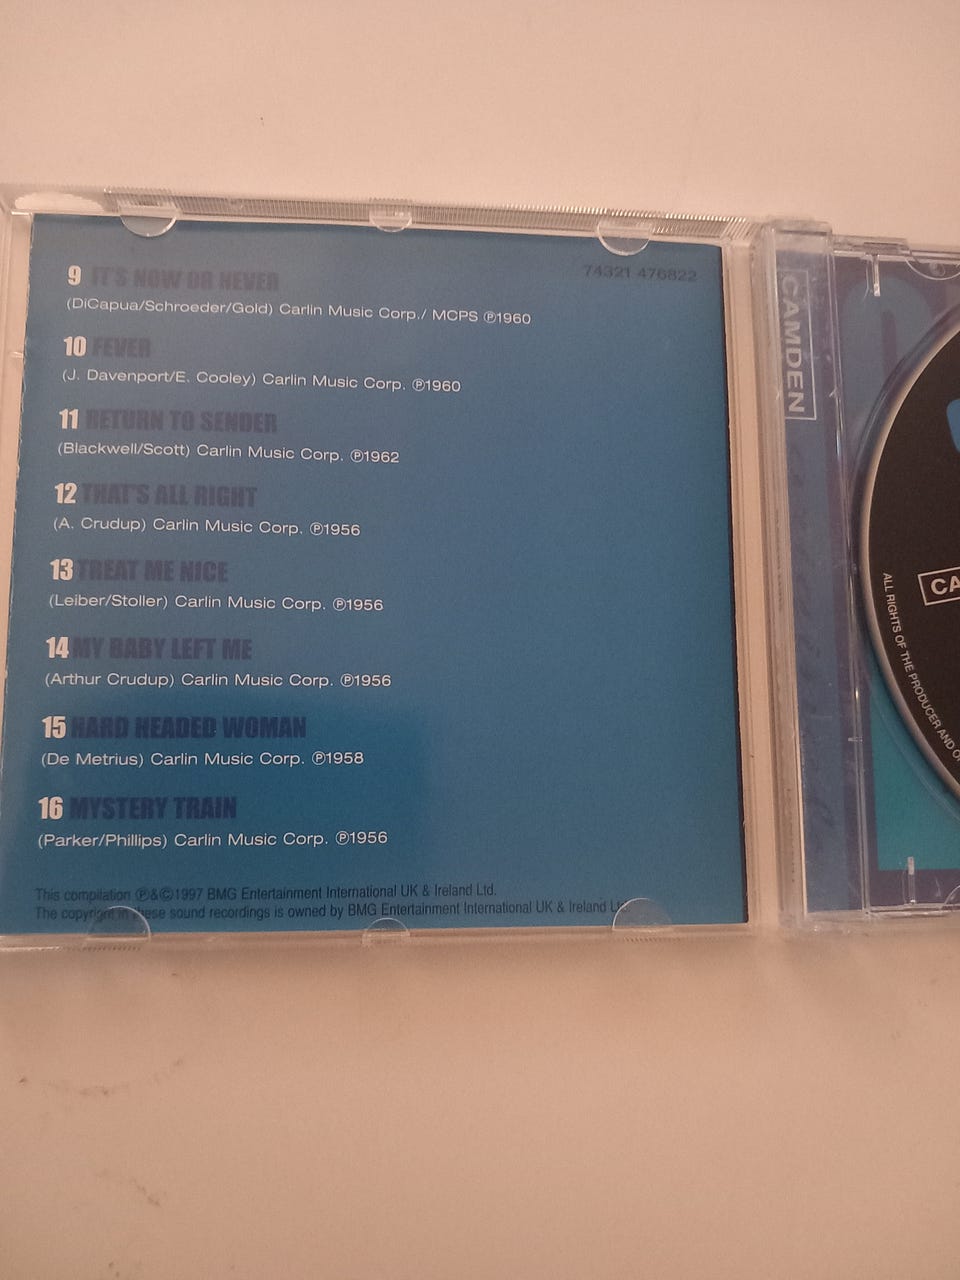 74321 476822
9 IT'S NOW OR NEVER
(DiCapua/Schroeder/Gold) Carlin Music Corp./ MCPS ℗1960
10 FEVER
(J. Davenport/E. Cooley) Carlin Music Corp. ℗1960
11 RETURN TO SENDER
(Blackwell/Scott) Carlin Music Corp. ℗1962
12 THAT'S ALL RIGHT
(A. Crudup) Carlin Music Corp. ℗1956
13 TREAT ME NICE
(Leiber/Stoller) Carlin Music Corp. ℗1956
14 MY BABY LEFT ME
(Arthur Crudup) Carlin Music Corp. ℗1956
15 HARD HEADED WOMAN
(De Metrius) Carlin Music Corp. ℗1958
16 MYSTERY TRAIN
(Parker/Phillips) Carlin Music Corp. ℗1956
This compilation ℗&©1997 BMG Entertainment International UK & Ireland Ltd.
The copyright in these sound recordings is owned by BMG Entertainment International UK & Ireland
CAMDEN
CA
ALL RIGHTS OF THE PRODUCER AND